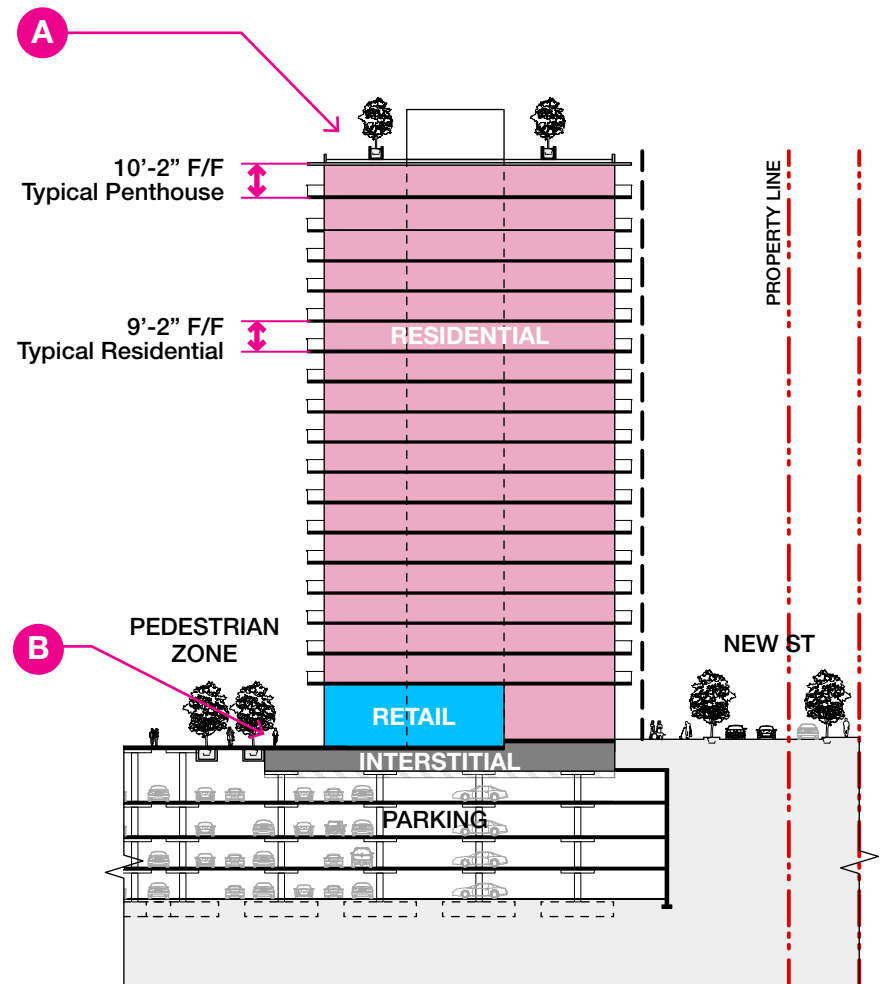 A
10’-2” F/F
Typical Penthouse
PROPERTY LINE
9’-2” F/F
Typical Residential
RESIDENTIAL
PEDESTRIAN
ZONE
B
NEW ST
RETAIL
INTERSTITIAL
PARKING